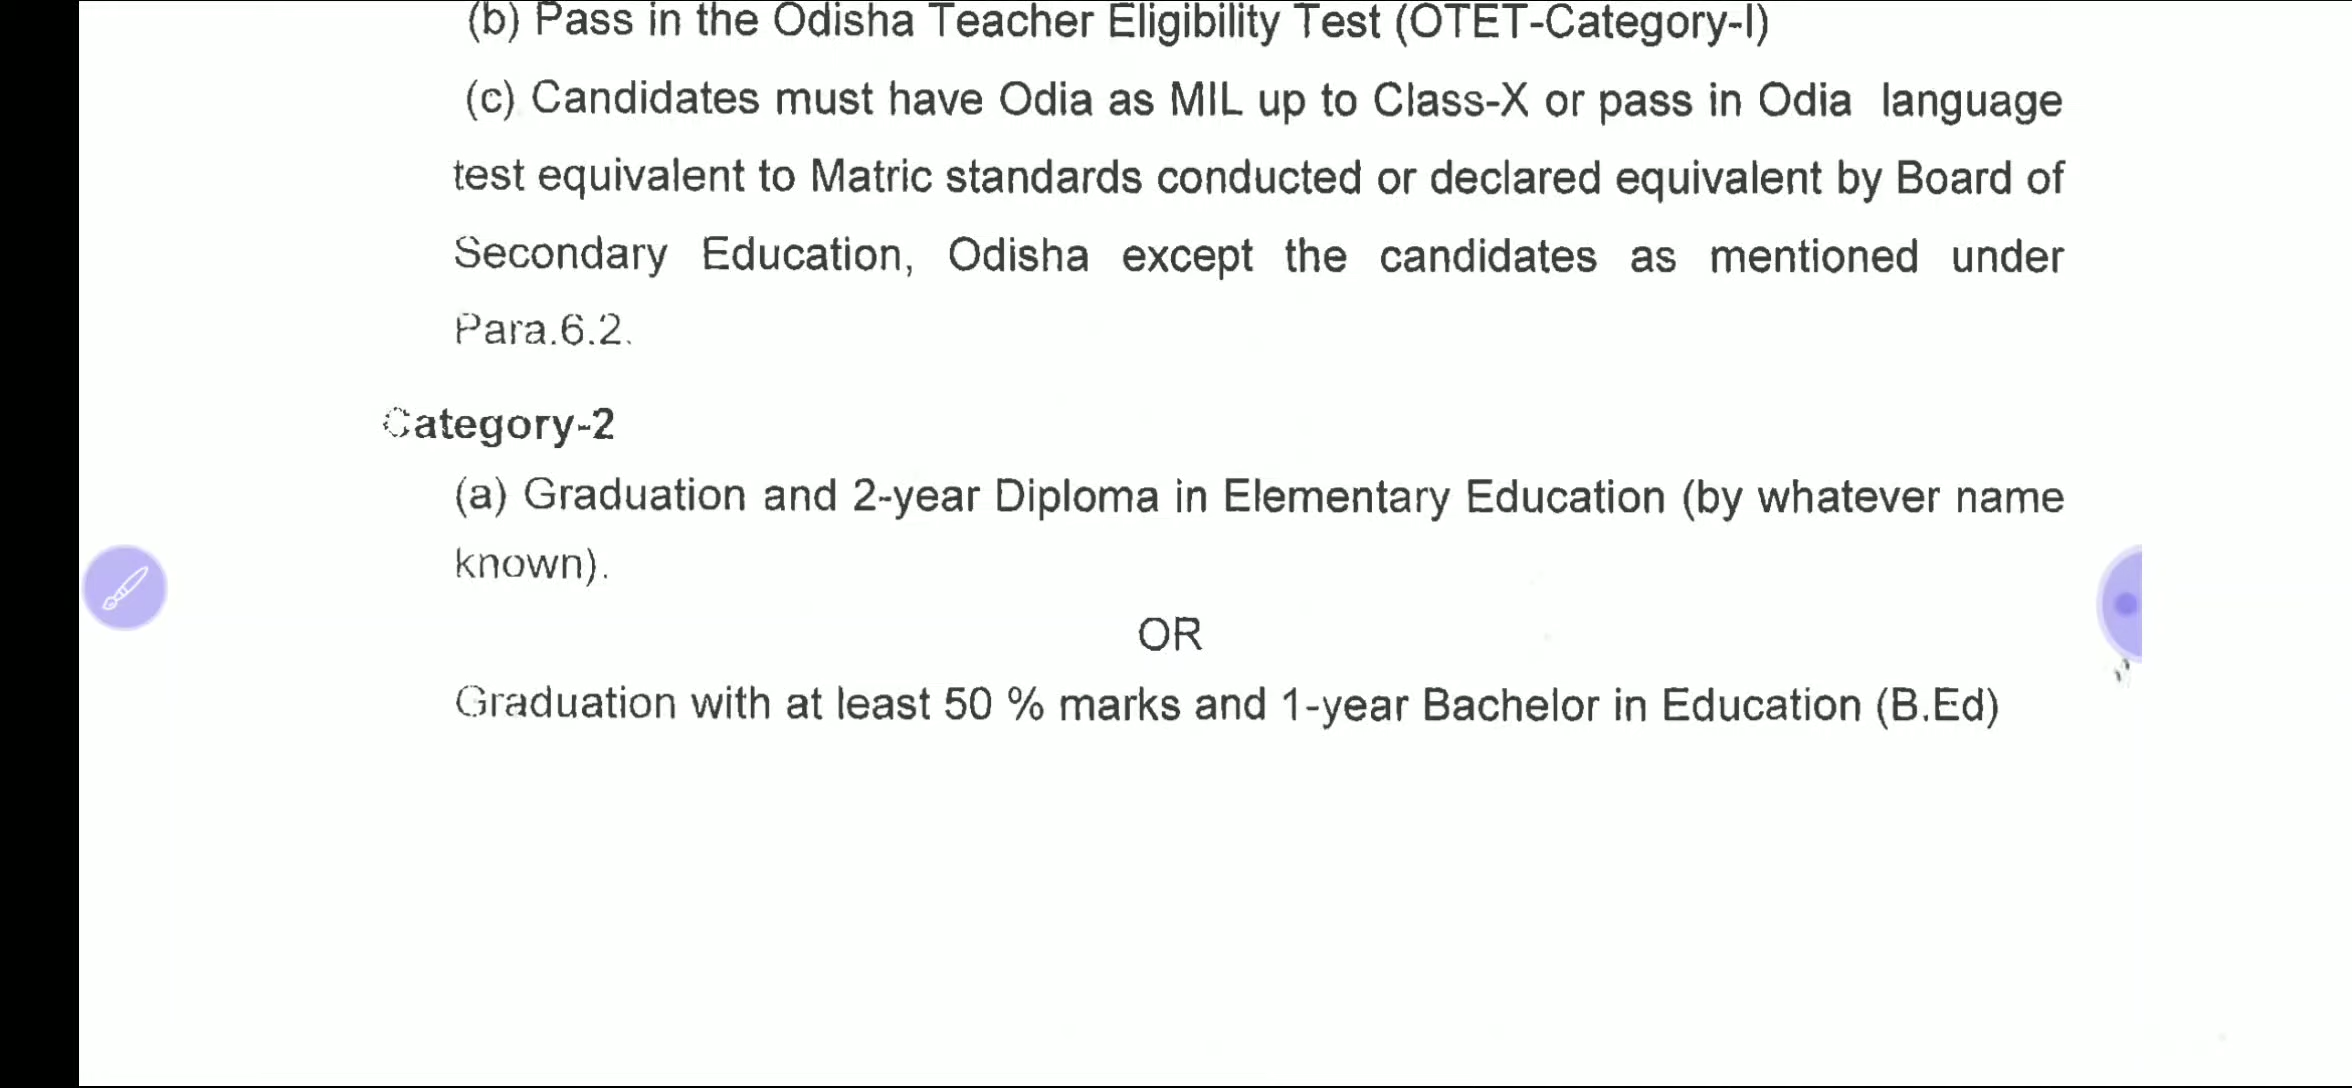 (b) Pass in the Odisha Teacher Eligibility Test (OTET-Category-I)
(c) Candidates must have Odia as MIL up to Class-X or pass in Odia language
test equivalent to Matric standards conducted or declared equivalent by Board of
Secondary Education, Odisha except the candidates as mentioned under
Para.6.2.
Category-2
(a) Graduation and 2-year Diploma in Elementary Education (by whatever name
known).
OR
Graduation with at least 50 % marks and 1-year Bachelor in Education (B.Ed)